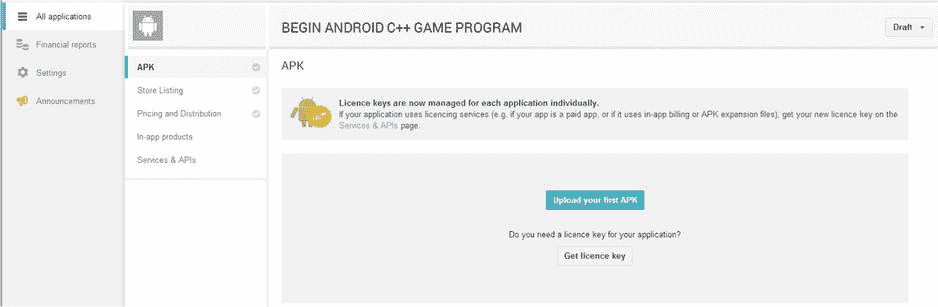 All applications
Financial reports
Settings
Announcements
BEGIN ANDROID C++ GAME PROGRAM
Draft
APK
Store Listing
Pricing and Distribution
In-app products
Services & APIs
APK
Licence keys are now managed for each application individually.
If your application uses licencing services (e.g. if your app is a paid app, or if it uses in-app billing or APK expansion files), get your new licence key on the
Services & APIs page.
Upload your first APK
Do you need a licence key for your application?
Get licence key